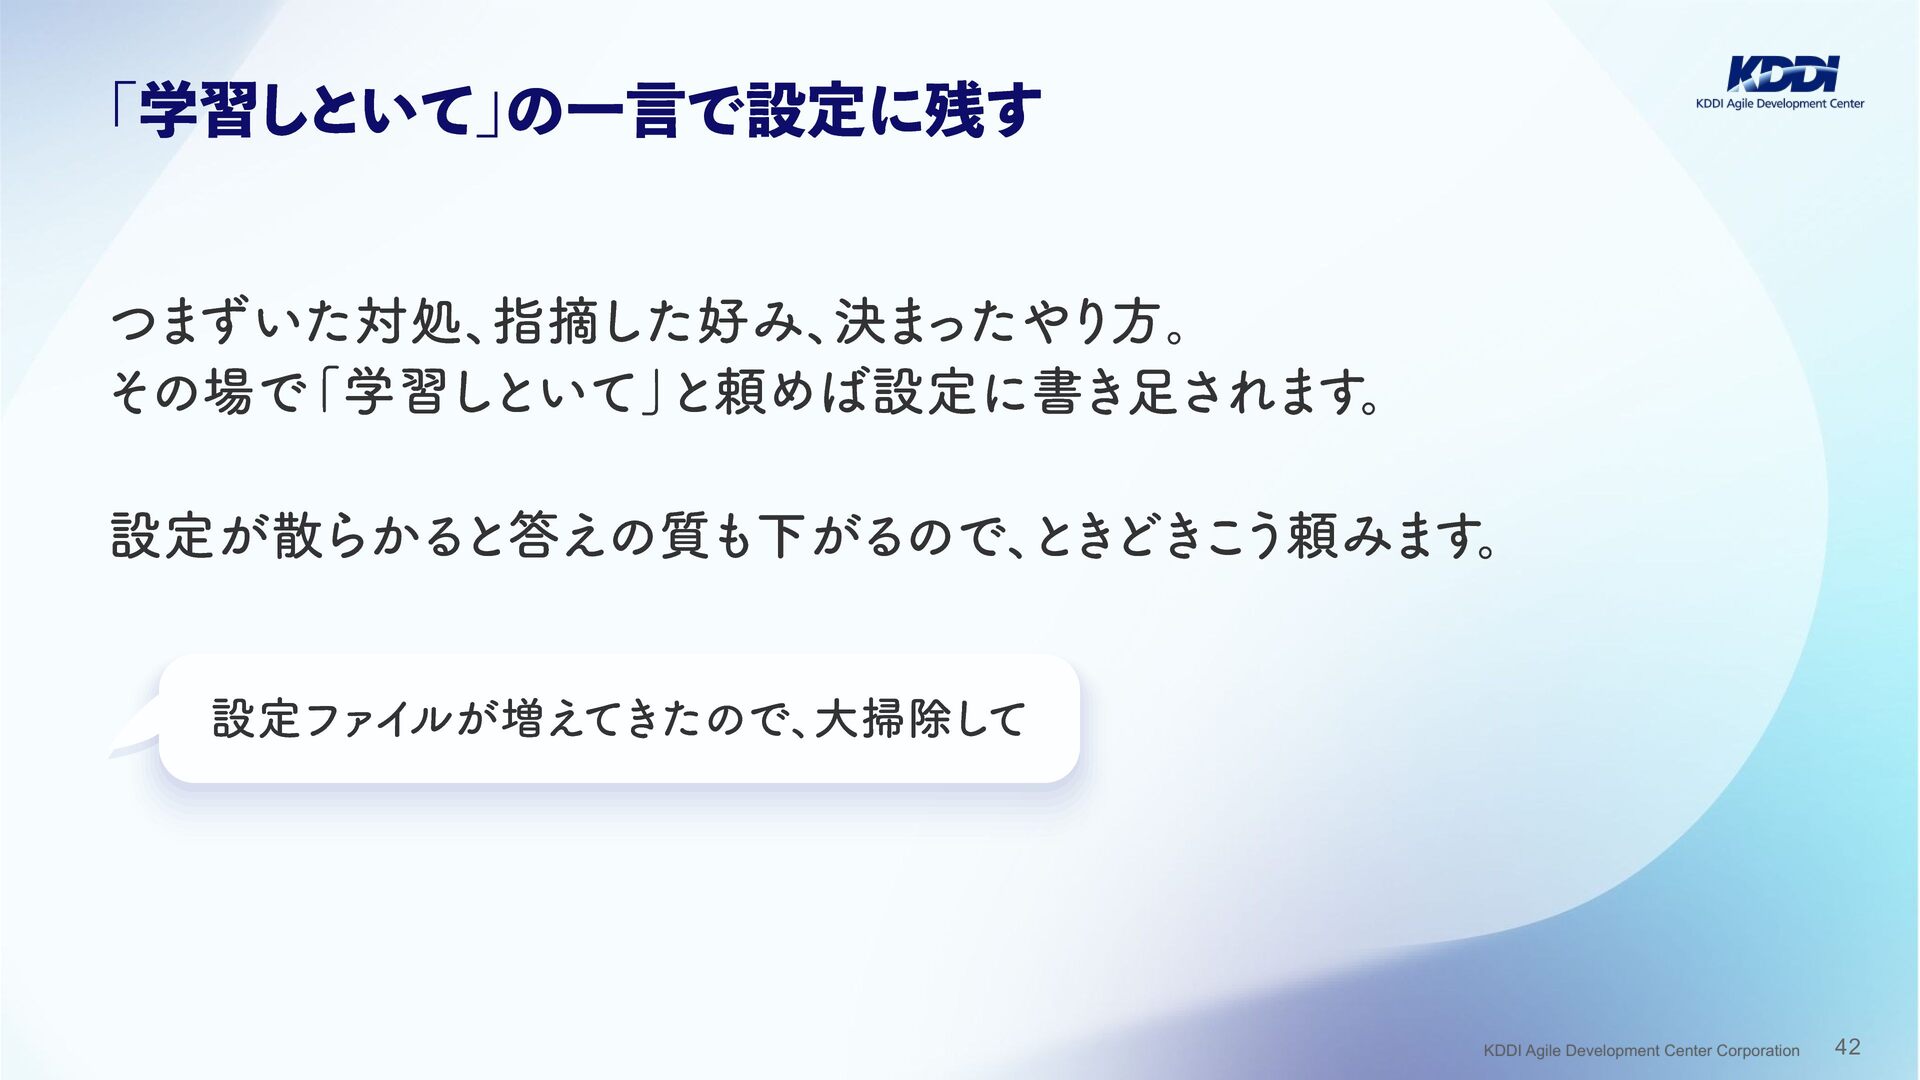 「学習しといて」の一言で設定に残す
KDDI
KDDI Agile Development Center
つまずいた対処、指摘した好み、決まったやり方。
その場で「学習しといて」と頼めば設定に書き足されます。
設定が散らかると答えの質も下がるので、ときどきこう頼みます。
設定ファイルが増えてきたので、大掃除して
KDDI Agile Development Center Corporation
42